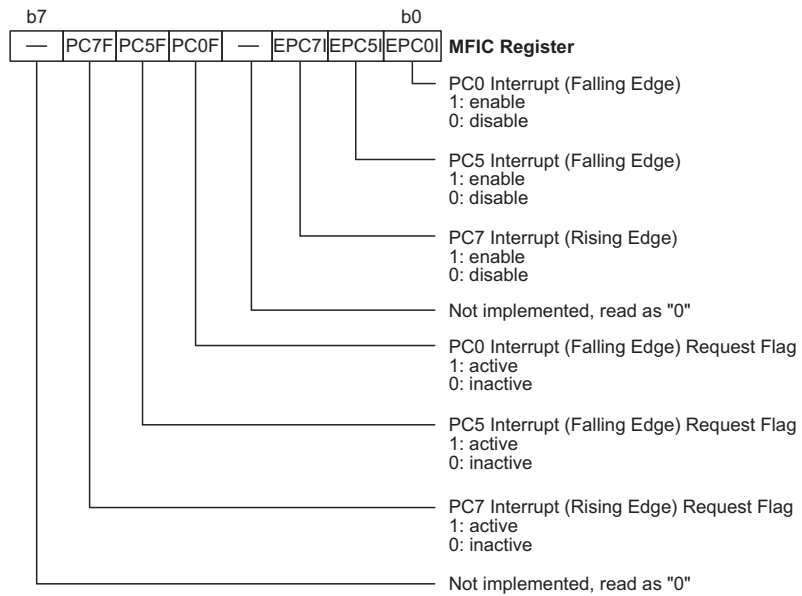 b7 b0
— PC7F PC5F PC0F — EPC7I EPC5I EPC0I MFIC Register
PC0 Interrupt (Falling Edge)
1: enable
0: disable
PC5 Interrupt (Falling Edge)
1: enable
0: disable
PC7 Interrupt (Rising Edge)
1: enable
0: disable
Not implemented, read as "0"
PC0 Interrupt (Falling Edge) Request Flag
1: active
0: inactive
PC5 Interrupt (Falling Edge) Request Flag
1: active
0: inactive
PC7 Interrupt (Rising Edge) Request Flag
1: active
0: inactive
Not implemented, read as "0"